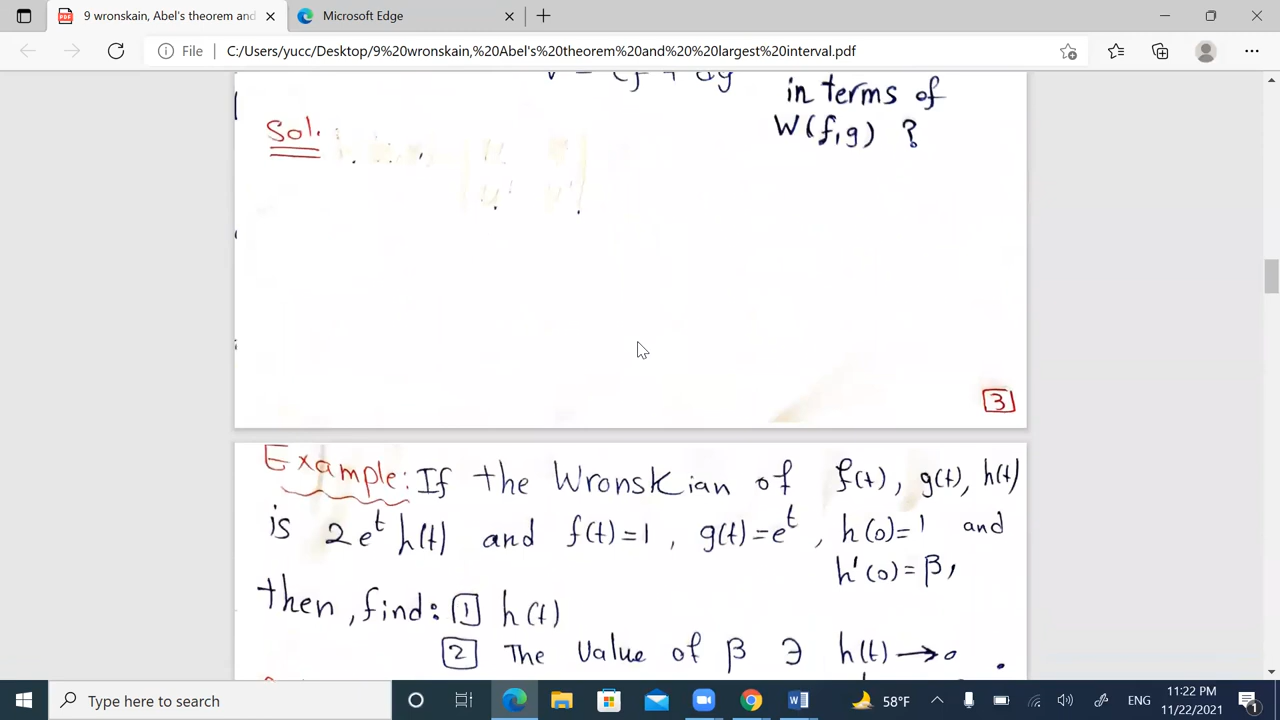 9 wronskain, Abel's theorem and
Microsoft Edge
File
C:/Users/yucc/Desktop/9%20wronskain,%20Abel's%20theorem%20and%20%20largest%20interval.pdf
in terms of
W(f,g) ?
Sol.
u
u' v'
3
Example: If the Wronskian of f(t), g(t), h(t)
is 2e^t h(t) and f(t)=1, g(t)=e^t, h(0)=1 and
h'(0)=β,
then, find: 1 h(t)
2 The Value of β ∋ h(t)→0
Type here to search
58°F
ENG
11:22 PM
11/22/2021
1